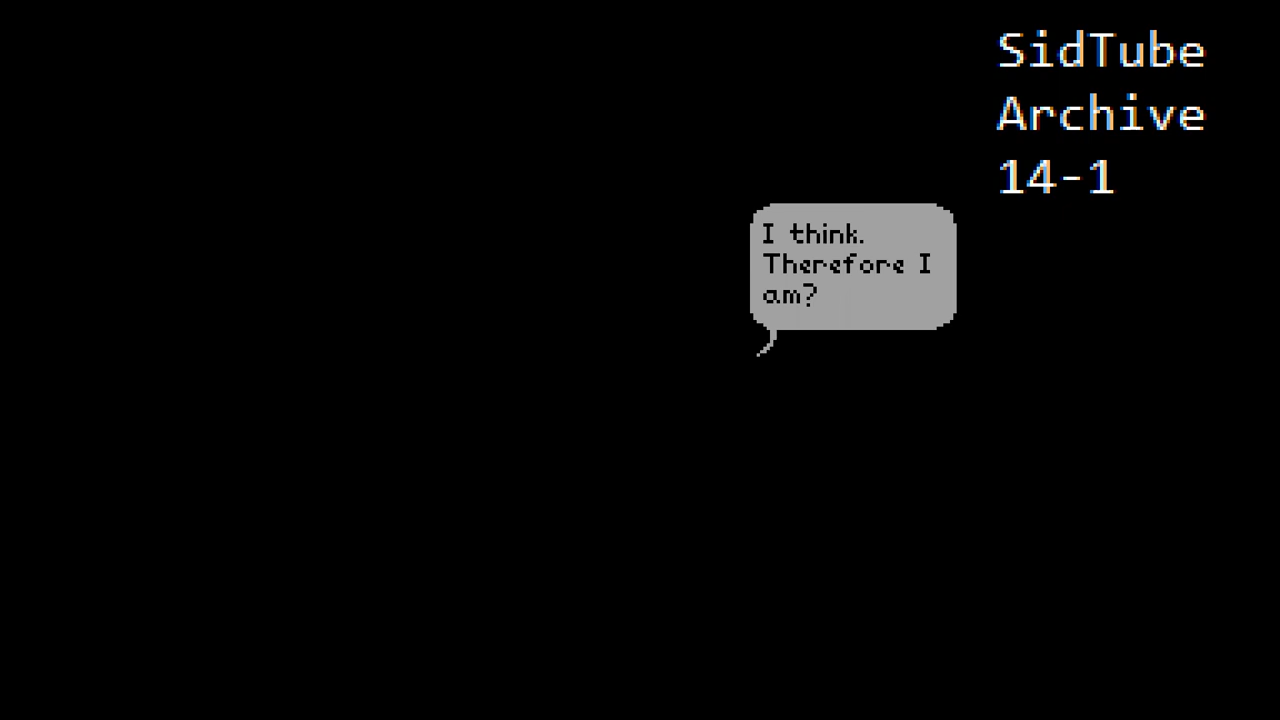 SidTube
Archive
14-1
I think.
Therefore I
am?